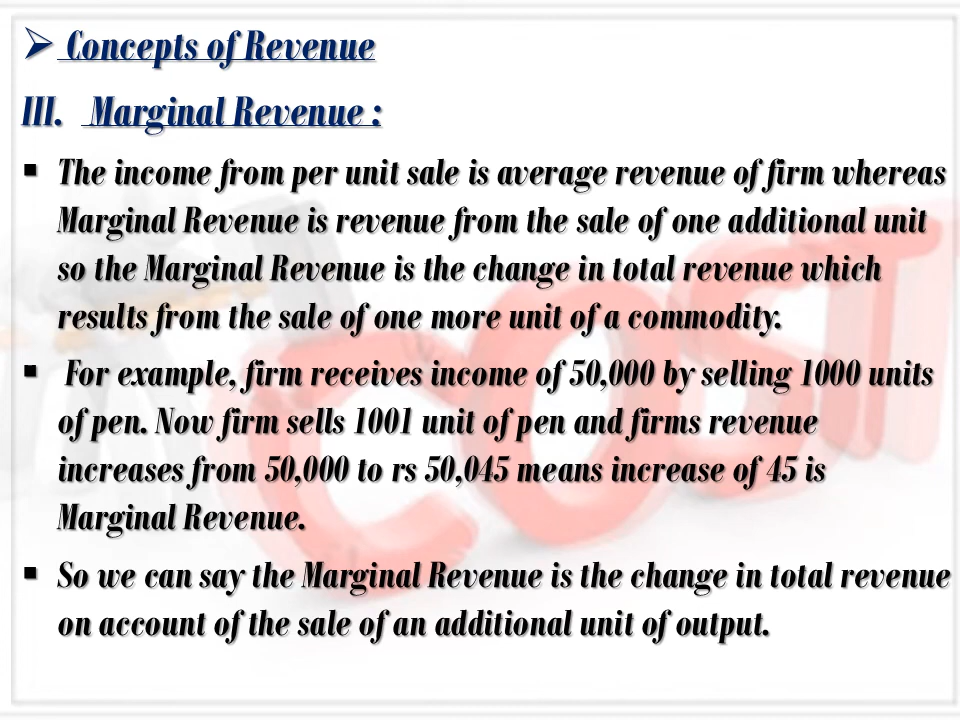 ➢ Concepts of Revenue
III. Marginal Revenue :
▪ The income from per unit sale is average revenue of firm whereas
Marginal Revenue is revenue from the sale of one additional unit
so the Marginal Revenue is the change in total revenue which
results from the sale of one more unit of a commodity.
▪ For example, firm receives income of 50,000 by selling 1000 units
of pen. Now firm sells 1001 unit of pen and firms revenue
increases from 50,000 to rs 50,045 means increase of 45 is
Marginal Revenue.
▪ So we can say the Marginal Revenue is the change in total revenue
on account of the sale of an additional unit of output.
COST